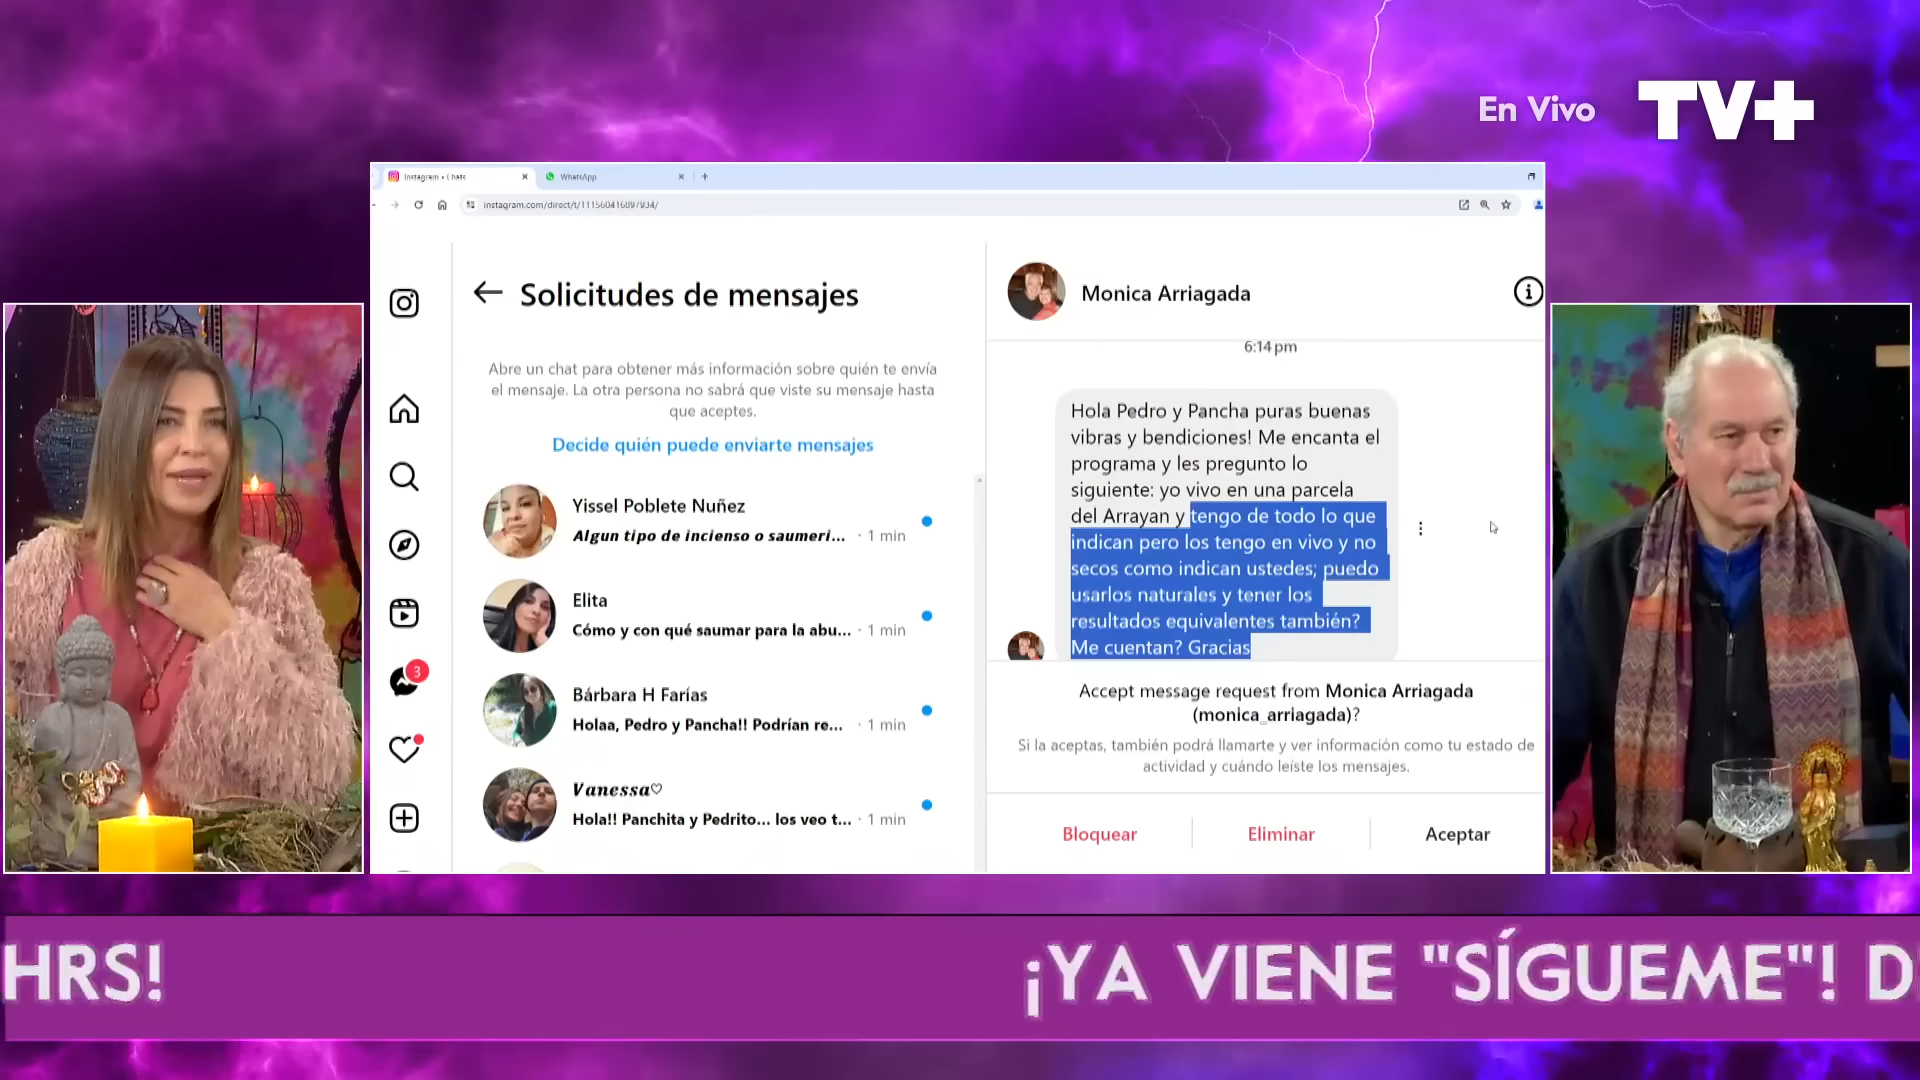 En Vivo TV+
Instagram • Chats
WhatsApp
instagram.com/direct/t/111560416097934/
Solicitudes de mensajes
Abre un chat para obtener más información sobre quién te envía
el mensaje. La otra persona no sabrá que viste su mensaje hasta
que aceptes.
Decide quién puede enviarte mensajes
Yissel Poblete Nuñez
Algun tipo de incienso o saumeri... · 1 min
Elita
Cómo y con qué saumar para la abu... · 1 min
Bárbara H Farías
Holaa, Pedro y Pancha!! Podrían re... · 1 min
Vanessa♡
Hola!! Panchita y Pedrito... los veo t... · 1 min
3
Monica Arriagada
6:14 pm
Hola Pedro y Pancha puras buenas
vibras y bendiciones! Me encanta el
programa y les pregunto lo
siguiente: yo vivo en una parcela
del Arrayan y tengo de todo lo que
indican pero los tengo en vivo y no
secos como indican ustedes; puedo
usarlos naturales y tener los
resultados equivalentes también?
Me cuentan? Gracias
Accept message request from Monica Arriagada
(monica_arriagada)?
Si la aceptas, también podrá llamarte y ver información como tu estado de
actividad y cuándo leíste los mensajes.
Bloquear
Eliminar
Aceptar
HRS! ¡YA VIENE "SÍGUEME"! D